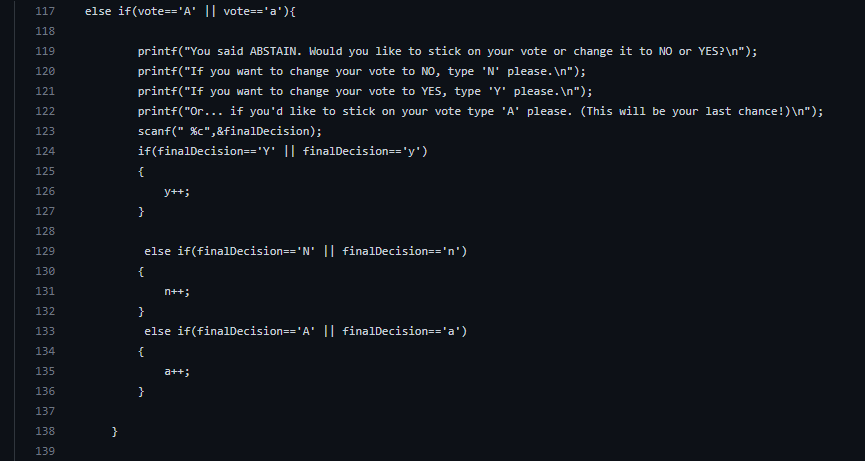 117 else if(vote=='A' || vote=='a'){
118
119 printf("You said ABSTAIN. Would you like to stick on your vote or change it to NO or YES?\n");
120 printf("If you want to change your vote to NO, type 'N' please.\n");
121 printf("If you want to change your vote to YES, type 'Y' please.\n");
122 printf("Or... if you'd like to stick on your vote type 'A' please. (This will be your last chance!)\n");
123 scanf(" %c",&finalDecision);
124 if(finalDecision=='Y' || finalDecision=='y')
125 {
126 y++;
127 }
128
129 else if(finalDecision=='N' || finalDecision=='n')
130 {
131 n++;
132 }
133 else if(finalDecision=='A' || finalDecision=='a')
134 {
135 a++;
136 }
137
138 }
139